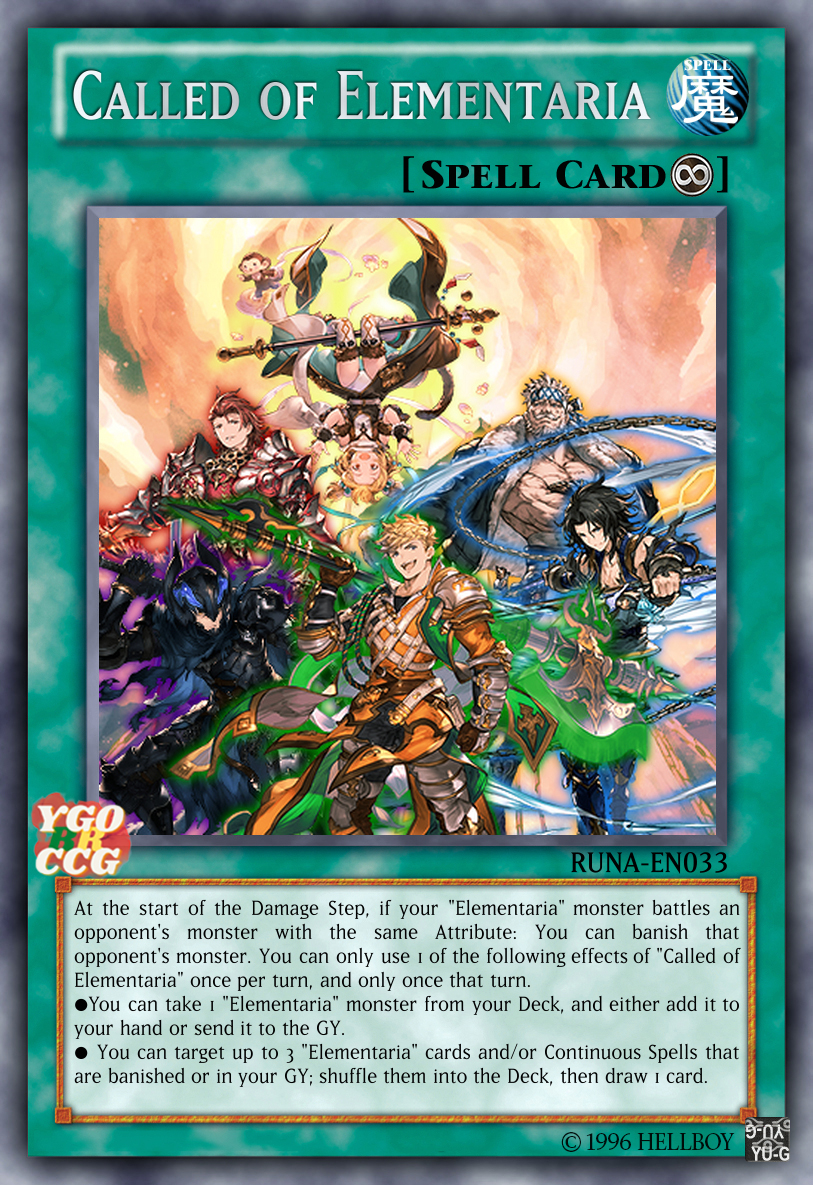 CALLED OF ELEMENTARIA
SPELL
魔
[SPELL CARD∞]
YGO
RR
CCG
RUNA-EN033
At the start of the Damage Step, if your "Elementaria" monster battles an
opponent's monster with the same Attribute: You can banish that
opponent's monster. You can only use 1 of the following effects of "Called of
Elementaria" once per turn, and only once that turn.
●You can take 1 "Elementaria" monster from your Deck, and either add it to
your hand or send it to the GY.
● You can target up to 3 "Elementaria" cards and/or Continuous Spells that
are banished or in your GY; shuffle them into the Deck, then draw 1 card.
© 1996 HELLBOY
YU-G
YU-G